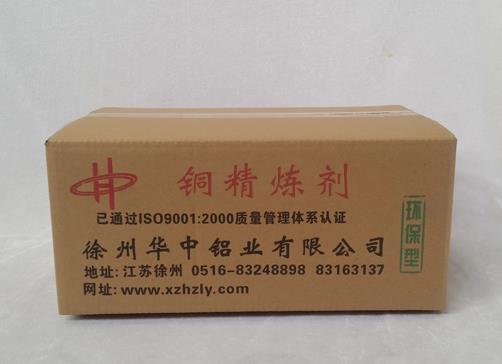 铜精炼剂
已通过ISO9001:2000质量管理体系认证
徐州华中铝业有限公司
地址:江苏徐州 0516-83248898 83163137
网址:www.xzhzly.com
环保型